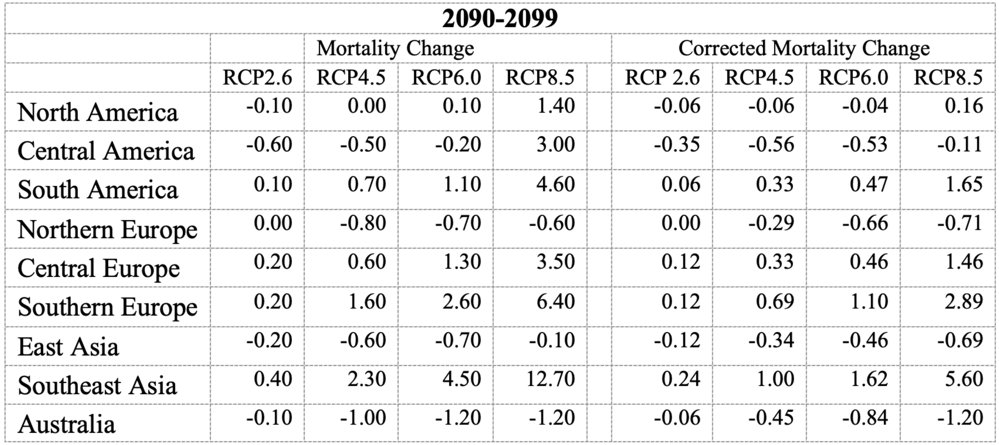 2090-2099
Mortality Change Corrected Mortality Change
RCP2.6 RCP4.5 RCP6.0 RCP8.5 RCP 2.6 RCP4.5 RCP6.0 RCP8.5
North America -0.10 0.00 0.10 1.40 -0.06 -0.06 -0.04 0.16
Central America -0.60 -0.50 -0.20 3.00 -0.35 -0.56 -0.53 -0.11
South America 0.10 0.70 1.10 4.60 0.06 0.33 0.47 1.65
Northern Europe 0.00 -0.80 -0.70 -0.60 0.00 -0.29 -0.66 -0.71
Central Europe 0.20 0.60 1.30 3.50 0.12 0.33 0.46 1.46
Southern Europe 0.20 1.60 2.60 6.40 0.12 0.69 1.10 2.89
East Asia -0.20 -0.60 -0.70 -0.10 -0.12 -0.34 -0.46 -0.69
Southeast Asia 0.40 2.30 4.50 12.70 0.24 1.00 1.62 5.60
Australia -0.10 -1.00 -1.20 -1.20 -0.06 -0.45 -0.84 -1.20